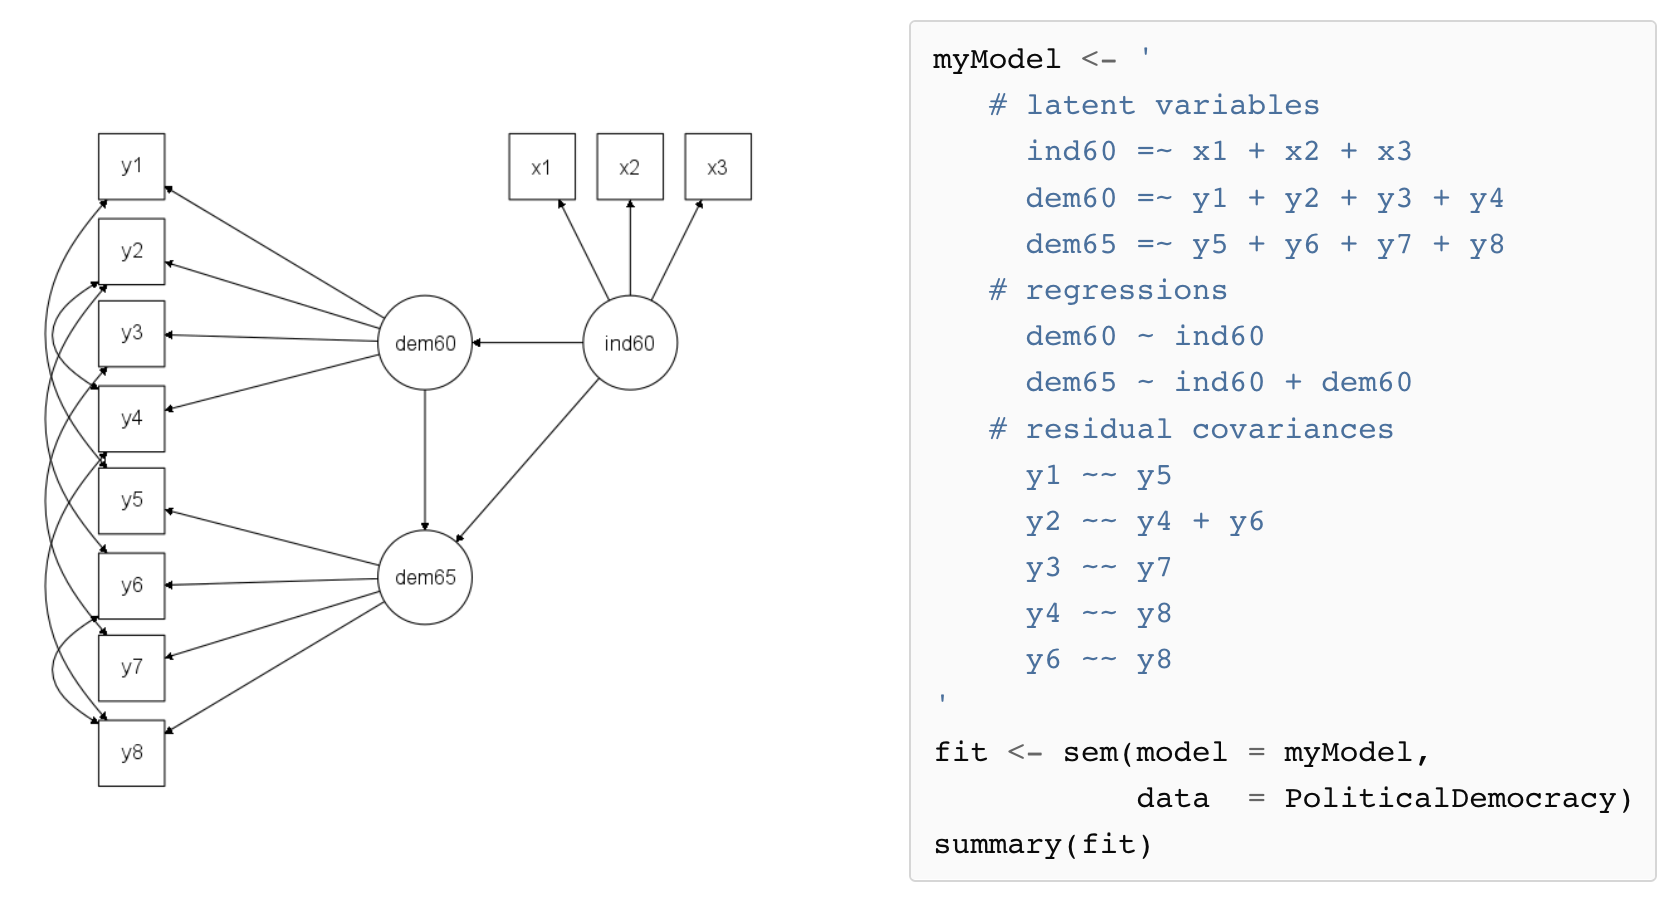 y1
y2
y3
y4
y5
y6
y7
y8
x1 x2 x3
dem60 ind60
dem65
myModel <- '
   # latent variables
     ind60 =~ x1 + x2 + x3
     dem60 =~ y1 + y2 + y3 + y4
     dem65 =~ y5 + y6 + y7 + y8
   # regressions
     dem60 ~ ind60
     dem65 ~ ind60 + dem60
   # residual covariances
     y1 ~~ y5
     y2 ~~ y4 + y6
     y3 ~~ y7
     y4 ~~ y8
     y6 ~~ y8
'
fit <- sem(model = myModel,
           data  = PoliticalDemocracy)
summary(fit)